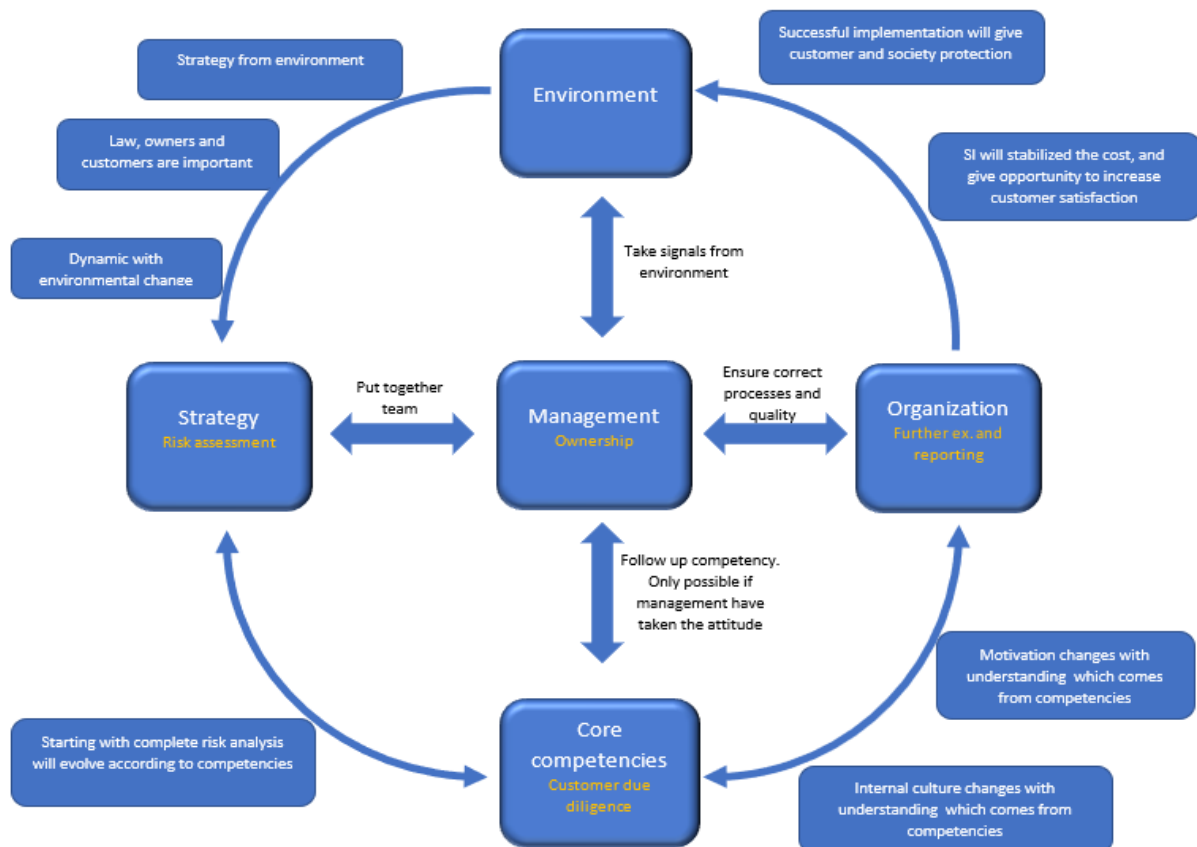 Successful implementation will give
customer and society protection
Strategy from environment
Environment
Law, owners and
customers are important
SI will stabilized the cost, and
give opportunity to increase
customer satisfaction
Dynamic with
environmental change
Take signals from
environment
Strategy
Risk assessment
Put together
team
Management
Ownership
Ensure correct
processes and
quality
Organization
Further ex. and
reporting
Follow up competency.
Only possible if
management have
taken the attitude
Motivation changes with
understanding which comes
from competencies
Starting with complete risk analysis
will evolve according to competencies
Core
competencies
Customer due
diligence
Internal culture changes with
understanding which comes from
competencies